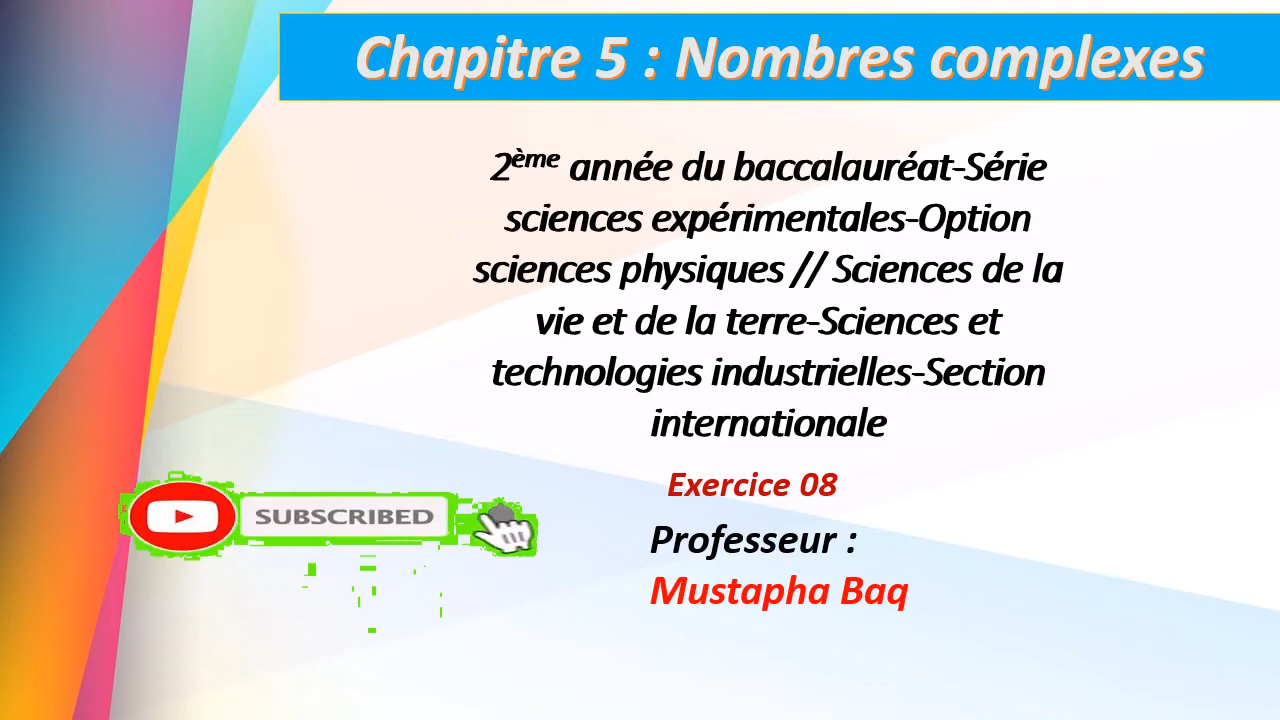 Chapitre 5 : Nombres complexes
2ème année du baccalauréat-Série
sciences expérimentales-Option
sciences physiques // Sciences de la
vie et de la terre-Sciences et
technologies industrielles-Section
internationale
Exercice 08
SUBSCRIBED
Professeur :
Mustapha Baq